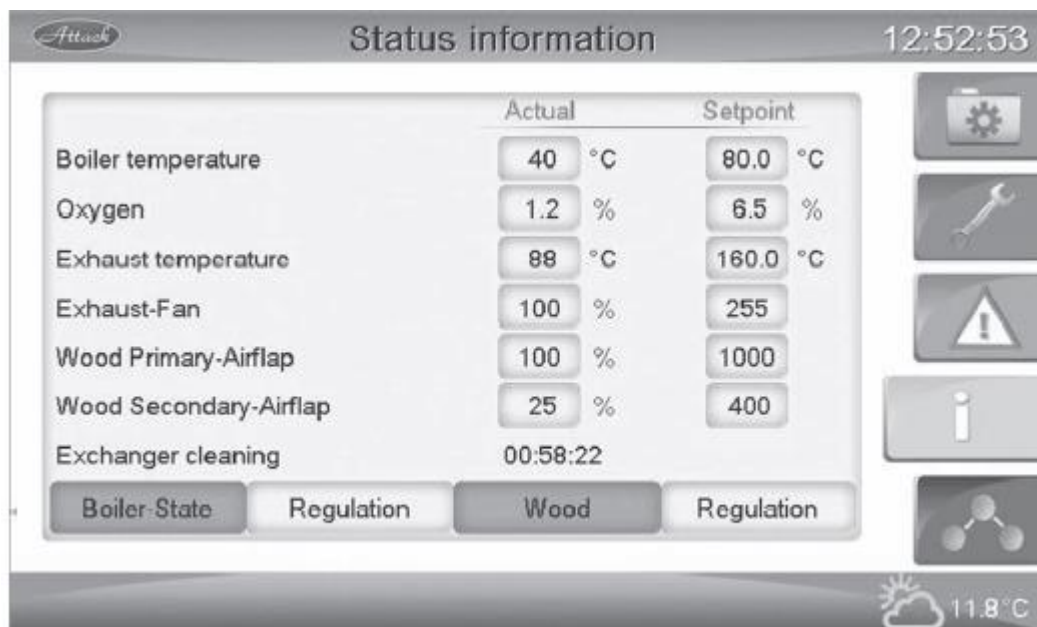 Attack Status information 12:52:53
Actual Setpoint
Boiler temperature 40 °C 80.0 °C
Oxygen 1.2 % 6.5 %
Exhaust temperature 88 °C 160.0 °C
Exhaust-Fan 100 % 255
Wood Primary-Airflap 100 % 1000
Wood Secondary-Airflap 25 % 400
Exchanger cleaning 00:58:22
Boiler-State Regulation Wood Regulation
11.8°C